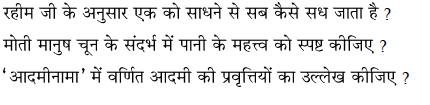 रहीम जी के अनुसार एक को साधने से सब कैसे सध जाता है ?
मोती मानुष चून के संदर्भ में पानी के महत्त्व को स्पष्ट कीजिए ?
‘आदमीनामा’ में वर्णित आदमी की प्रवृत्तियों का उल्लेख कीजिए ?